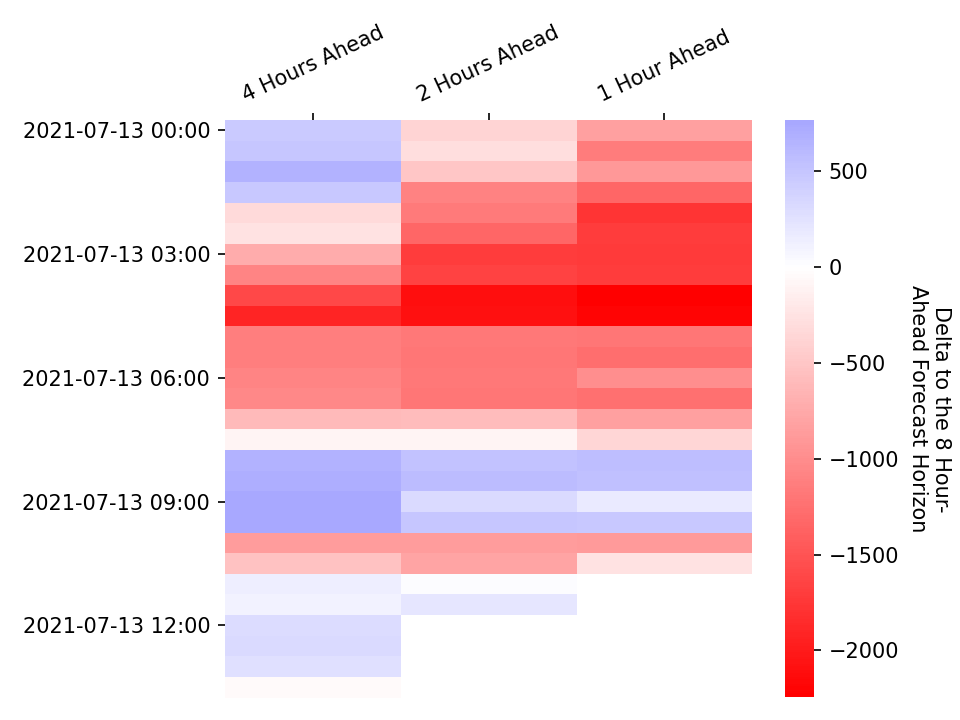 4 Hours Ahead
2 Hours Ahead
1 Hour Ahead
2021-07-13 00:00
2021-07-13 03:00
2021-07-13 06:00
2021-07-13 09:00
2021-07-13 12:00
500
0
−500
−1000
−1500
−2000
Delta to the 8 Hour-
Ahead Forecast Horizon